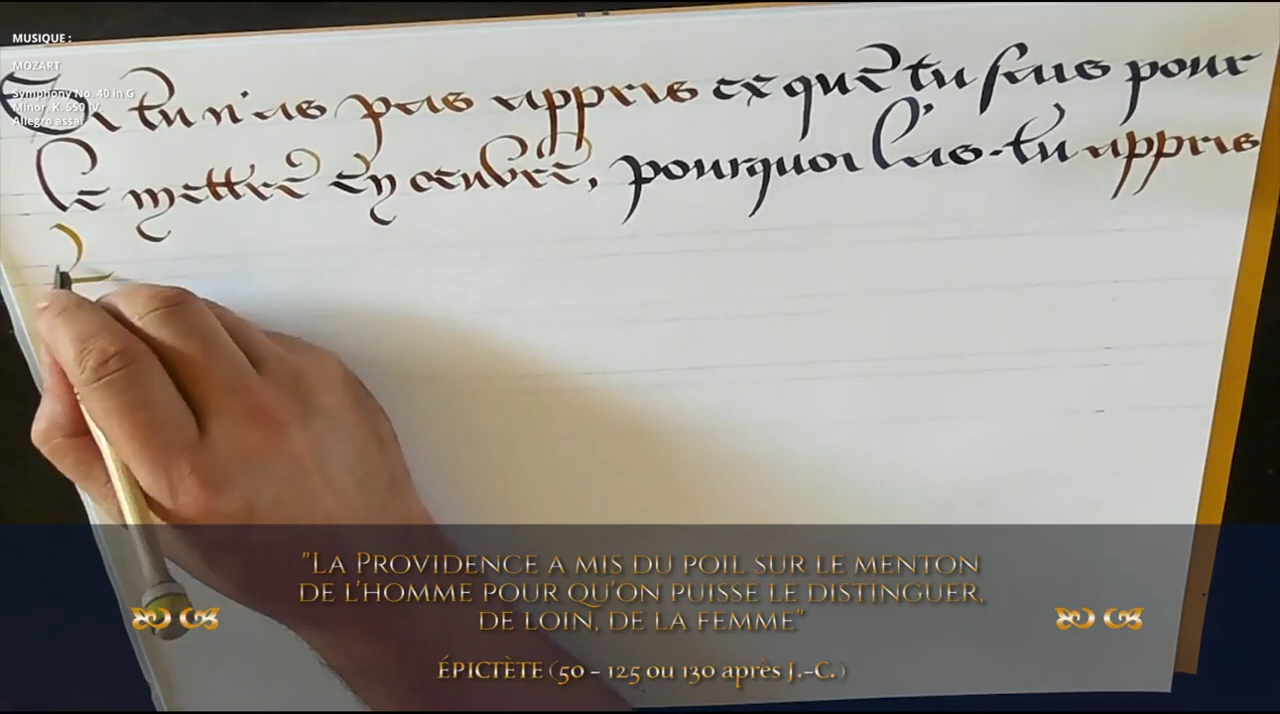 MUSIQUE :
MOZART
Symphony No. 40 in G
Minor, K. 550 IV.
Allegro assai
Si tu n'as pas appris ce que tu sais pour
le mettre en œuvre, pourquoi l'as-tu appris
"LA PROVIDENCE A MIS DU POIL SUR LE MENTON
DE L'HOMME POUR QU'ON PUISSE LE DISTINGUER,
DE LOIN, DE LA FEMME"
ÉPICTÈTE (50 - 125 ou 130 après J.-C.)